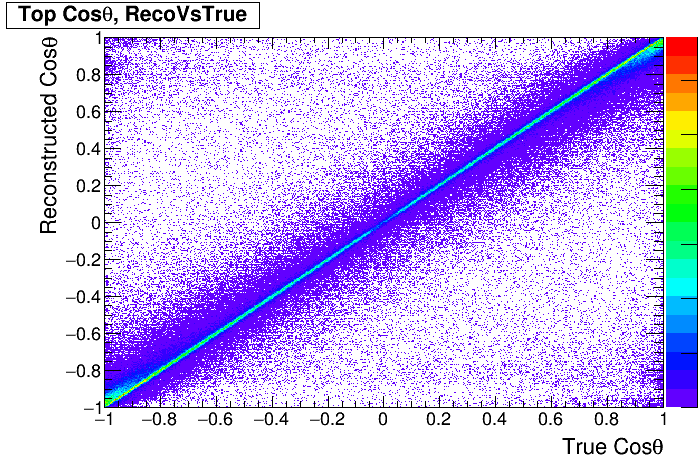 Top Cosθ, RecoVsTrue
Reconstructed Cosθ
1
0.8
0.6
0.4
0.2
0
−0.2
−0.4
−0.6
−0.8
−1
−1 −0.8 −0.6 −0.4 −0.2 0 0.2 0.4 0.6 0.8 1
True Cosθ